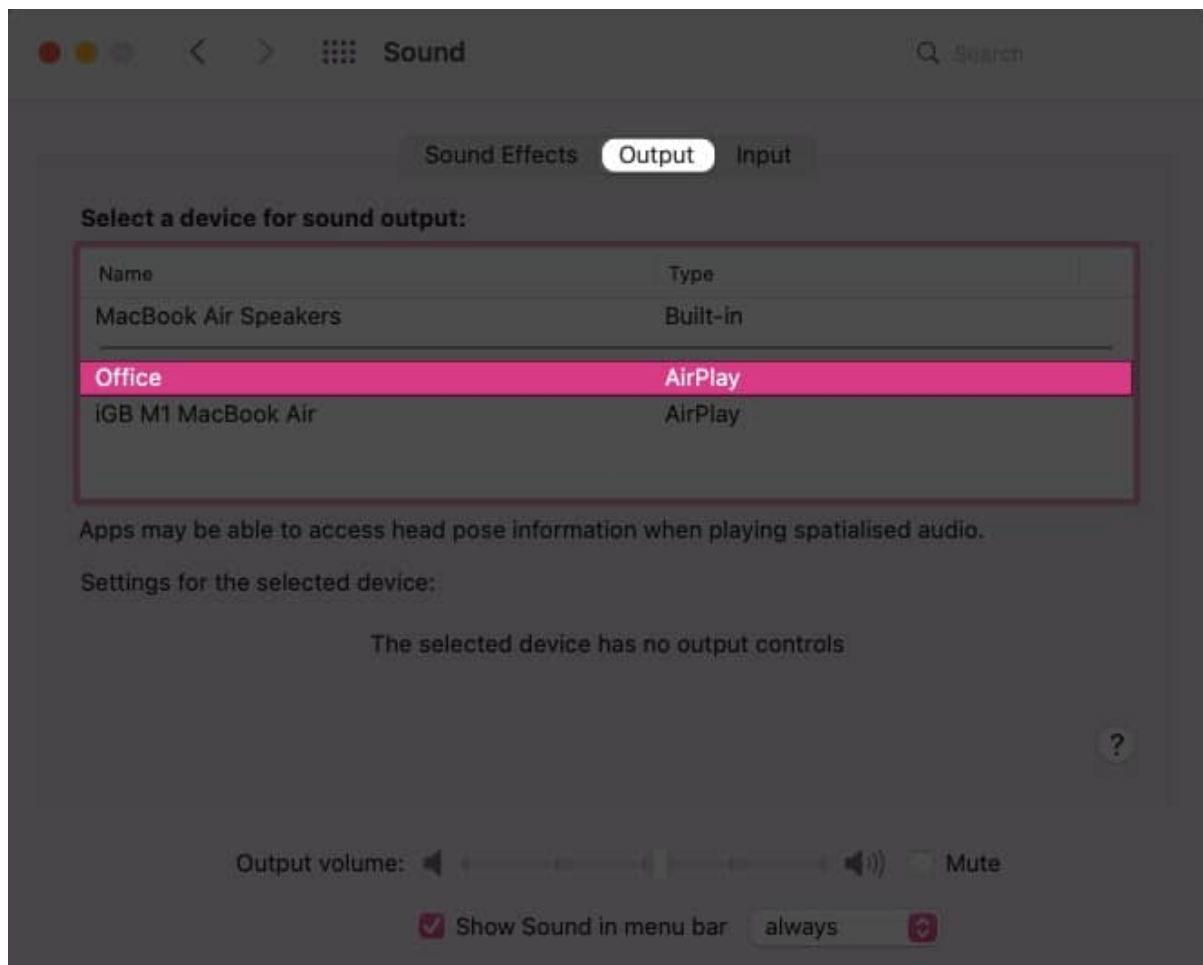 Sound Search
Sound Effects Output Input
Select a device for sound output:
Name Type
MacBook Air Speakers Built-in
Office AirPlay
iGB M1 MacBook Air AirPlay
Apps may be able to access head pose information when playing spatialised audio.
Settings for the selected device:
The selected device has no output controls
?
Output volume: Mute
Show Sound in menu bar always